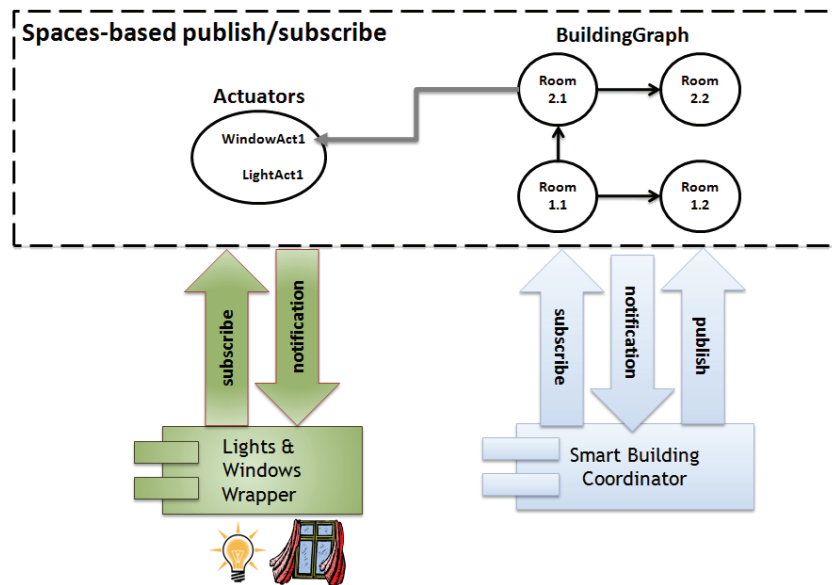 Spaces-based publish/subscribe
BuildingGraph
Actuators
WindowAct1
LightAct1
Room
2.1
Room
2.2
Room
1.1
Room
1.2
subscribe
notification
subscribe
notification
publish
Lights &
Windows
Wrapper
Smart Building
Coordinator